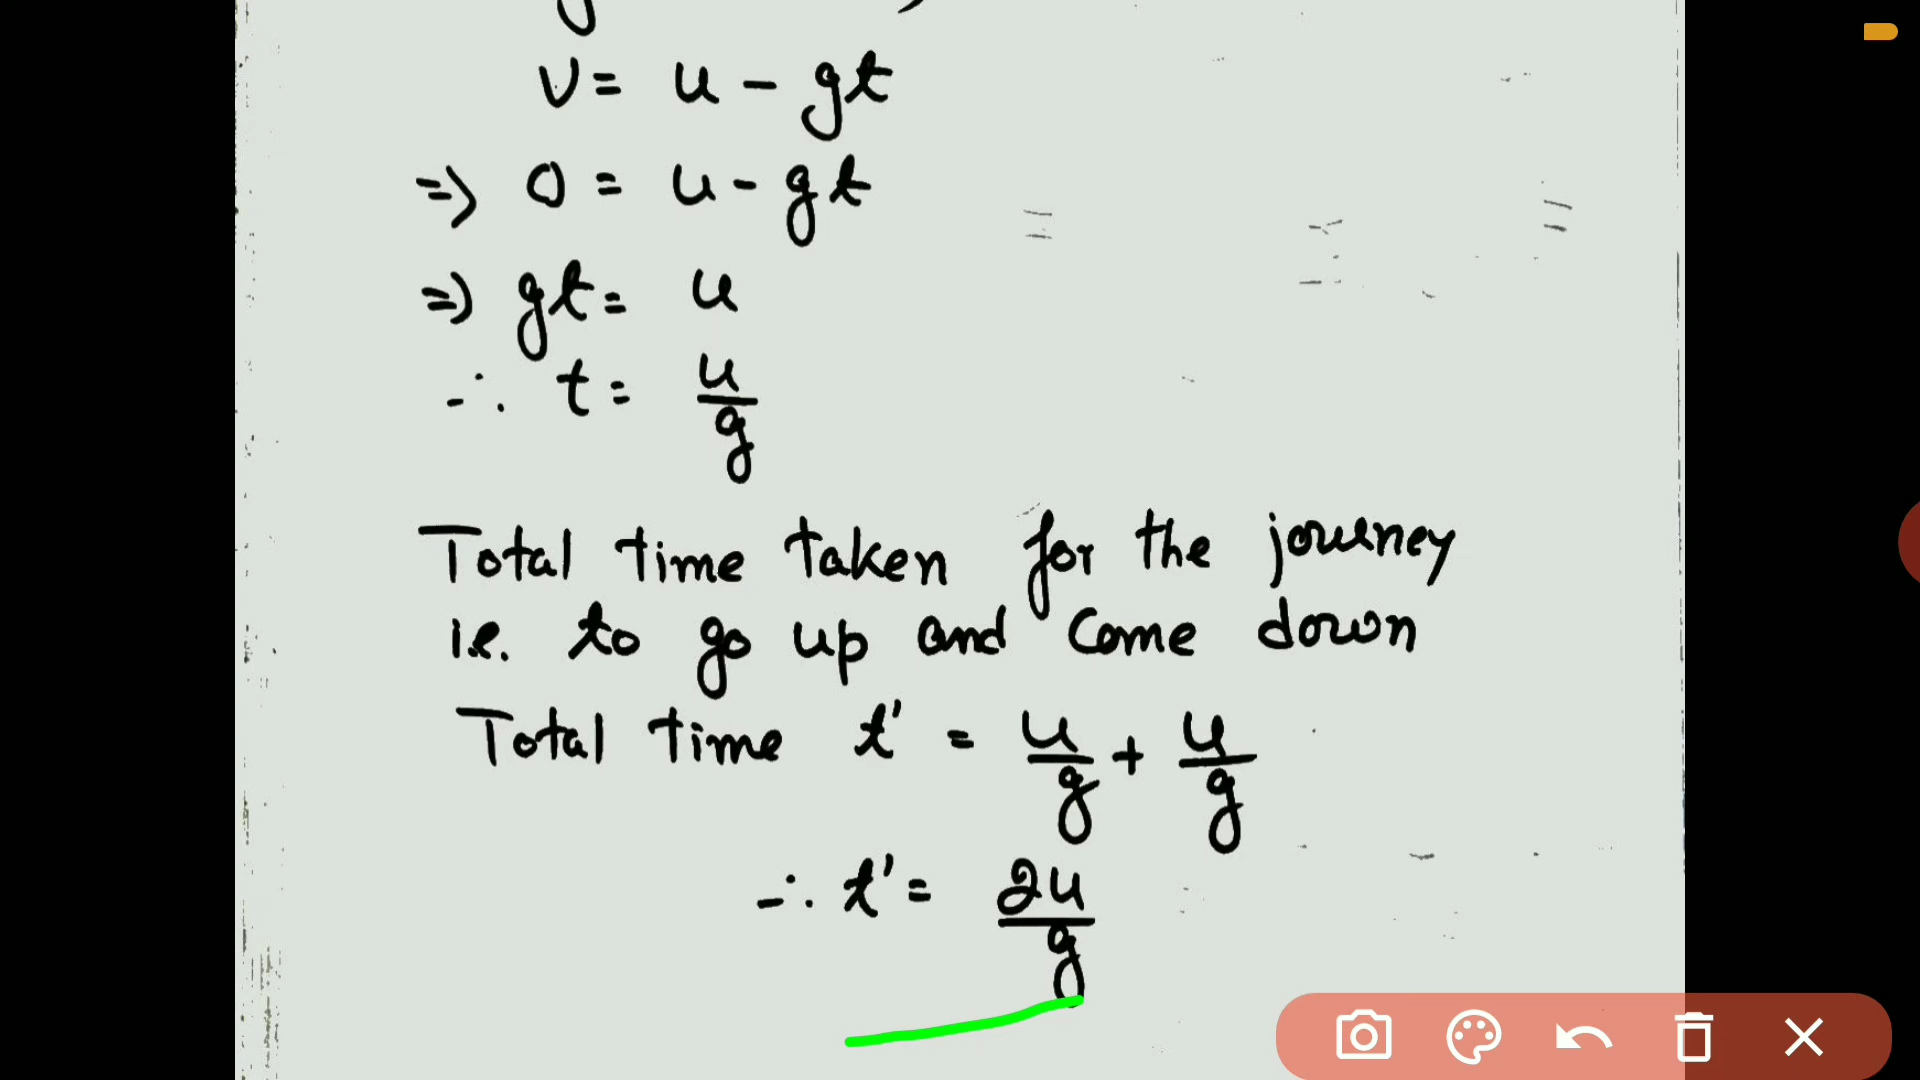 v = u - gt
=> 0 = u - gt
=> gt = u
∴ t = u/g
Total time taken for the journey
i.e. to go up and come down
Total time t' = u/g + u/g
∴ t' = 2u/g